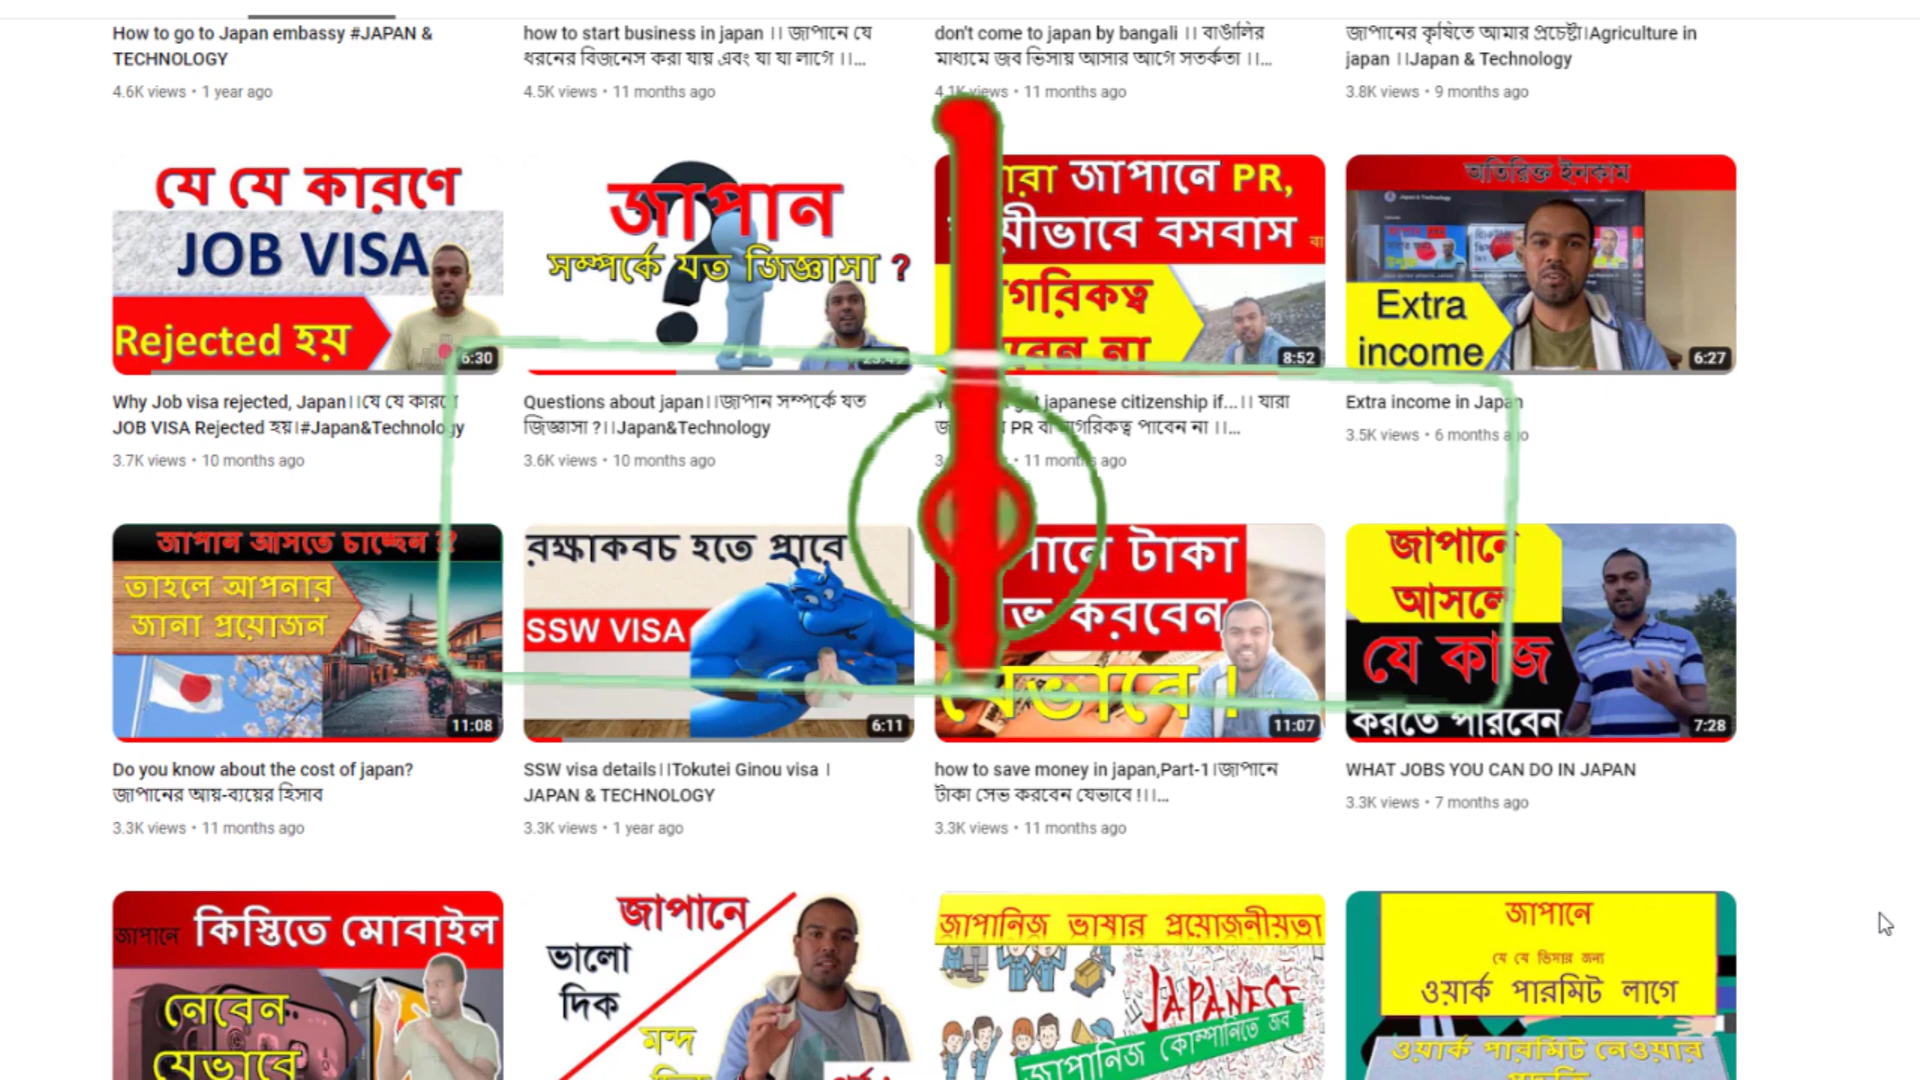 How to go to Japan embassy #JAPAN &
TECHNOLOGY
4.6K views • 1 year ago
how to start business in japan ।। জাপানে যে
ধরনের বিজনেস করা যায় এবং যা যা লাগে ।।...
4.5K views • 11 months ago
don't come to japan by bangali ।। বাঙালির
মাধ্যমে জব ভিসায় আসার আগে সতর্কতা ।।...
4.1K views • 11 months ago
জাপানের কৃষিতে আমার প্রচেষ্টা।Agriculture in
japan ।।Japan & Technology
3.8K views • 9 months ago
যে যে কারণে
JOB VISA
Rejected হয়
6:30
জাপান
সম্পর্কে যত জিজ্ঞাসা ?
জাপানে PR,
বসবাস
8:52
অতিরিক্ত ইনকাম
Extra
income
6:27
Why Job visa rejected, Japan।।যে যে কারণে
JOB VISA Rejected হয়।#Japan&Technology
3.7K views • 10 months ago
Questions about japan।।জাপান সম্পর্কে যত
জিজ্ঞাসা ?।।Japan&Technology
3.6K views • 10 months ago
japanese citizenship if...।। যারা
PR বা নাগরিকত্ব পাবেন না ।।...
11 months ago
Extra income in Japan
3.5K views • 6 months ago
জাপান আসতে চাচ্ছেন ?
তাহলে আপনার
জানা প্রয়োজন
11:08
রক্ষাকবচ হতে পারে
SSW VISA
6:11
টাকা
করবেন
যেভাবে !
11:07
জাপানে
আসলে
যে কাজ
করতে পারবেন
7:28
Do you know about the cost of japan?
জাপানের আয়-ব্যয়ের হিসাব
3.3K views • 11 months ago
SSW visa details।।Tokutei Ginou visa ।
JAPAN & TECHNOLOGY
3.3K views • 1 year ago
how to save money in japan,Part-1।জাপানে
টাকা সেভ করবেন যেভাবে !।।...
3.3K views • 11 months ago
WHAT JOBS YOU CAN DO IN JAPAN
3.3K views • 7 months ago
জাপানে কিস্তিতে মোবাইল
নেবেন
যেভাবে
জাপানে
ভালো
দিক
মন্দ
জাপানিজ ভাষার প্রয়োজনীয়তা
JAPANESE
জাপানিজ কোম্পানিতে জব
জাপানে
যে যে ভিসার জন্য
ওয়ার্ক পারমিট লাগে
ওয়ার্ক পারমিট নেওয়ার